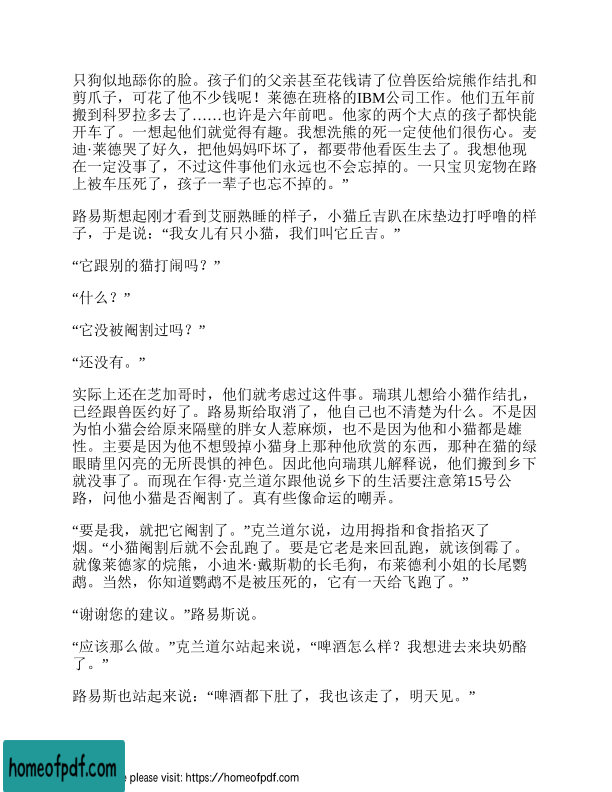 只狗似地舔你的脸。孩子们的父亲甚至花钱请了位兽医给烷熊作结扎和
剪爪子，可花了他不少钱呢！莱德在班格的IBM公司工作。他们五年前
搬到科罗拉多去了……也许是六年前吧。他家的两个大点的孩子都快能
开车了。一想起他们就觉得有趣。我想洗熊的死一定使他们很伤心。麦
迪·莱德哭了好久，把他妈妈吓坏了，都要带他看医生去了。我想他现
在一定没事了，不过这件事他们永远也不会忘掉的。一只宝贝宠物在路
上被车压死了，孩子一辈子也忘不掉的。”
路易斯想起刚才看到艾丽熟睡的样子，小猫丘吉趴在床垫边打呼噜的样
子，于是说：“我女儿有只小猫，我们叫它丘吉。”
“它跟别的猫打闹吗？”
“什么？”
“它没被阉割过吗？”
“还没有。”
实际上还在芝加哥时，他们就考虑过这件事。瑞琪儿想给小猫作结扎，
已经跟兽医约好了。路易斯给取消了，他自己也不清楚为什么。不是因
为怕小猫会给原来隔壁的胖女人惹麻烦，也不是因为他和小猫都是雄
性。主要是因为他不想毁掉小猫身上那种他欣赏的东西，那种在猫的绿
眼睛里闪亮的无所畏惧的神色。因此他向瑞琪儿解释说，他们搬到乡下
就没事了。而现在乍得·克兰道尔跟他说乡下的生活要注意第15号公
路，问他小猫是否阉割了。真有些像命运的嘲弄。
“要是我，就把它阉割了。”克兰道尔说，边用拇指和食指掐灭了
烟。“小猫阉割后就不会乱跑了。要是它老是来回乱跑，就该倒霉了。
就像莱德家的烷熊，小迪米·戴斯勒的长毛狗，布莱德利小姐的长尾鹦
鹉。当然，你知道鹦鹉不是被压死的，它有一天给飞跑了。”
“谢谢您的建议。”路易斯说。
“应该那么做。”克兰道尔站起来说，“啤酒怎么样？我想进去来块奶酪
了。”
路易斯也站起来说：“啤酒都下肚了，我也该走了，明天见。”
homeofpdf.com
e please visit: https://homeofpdf.com